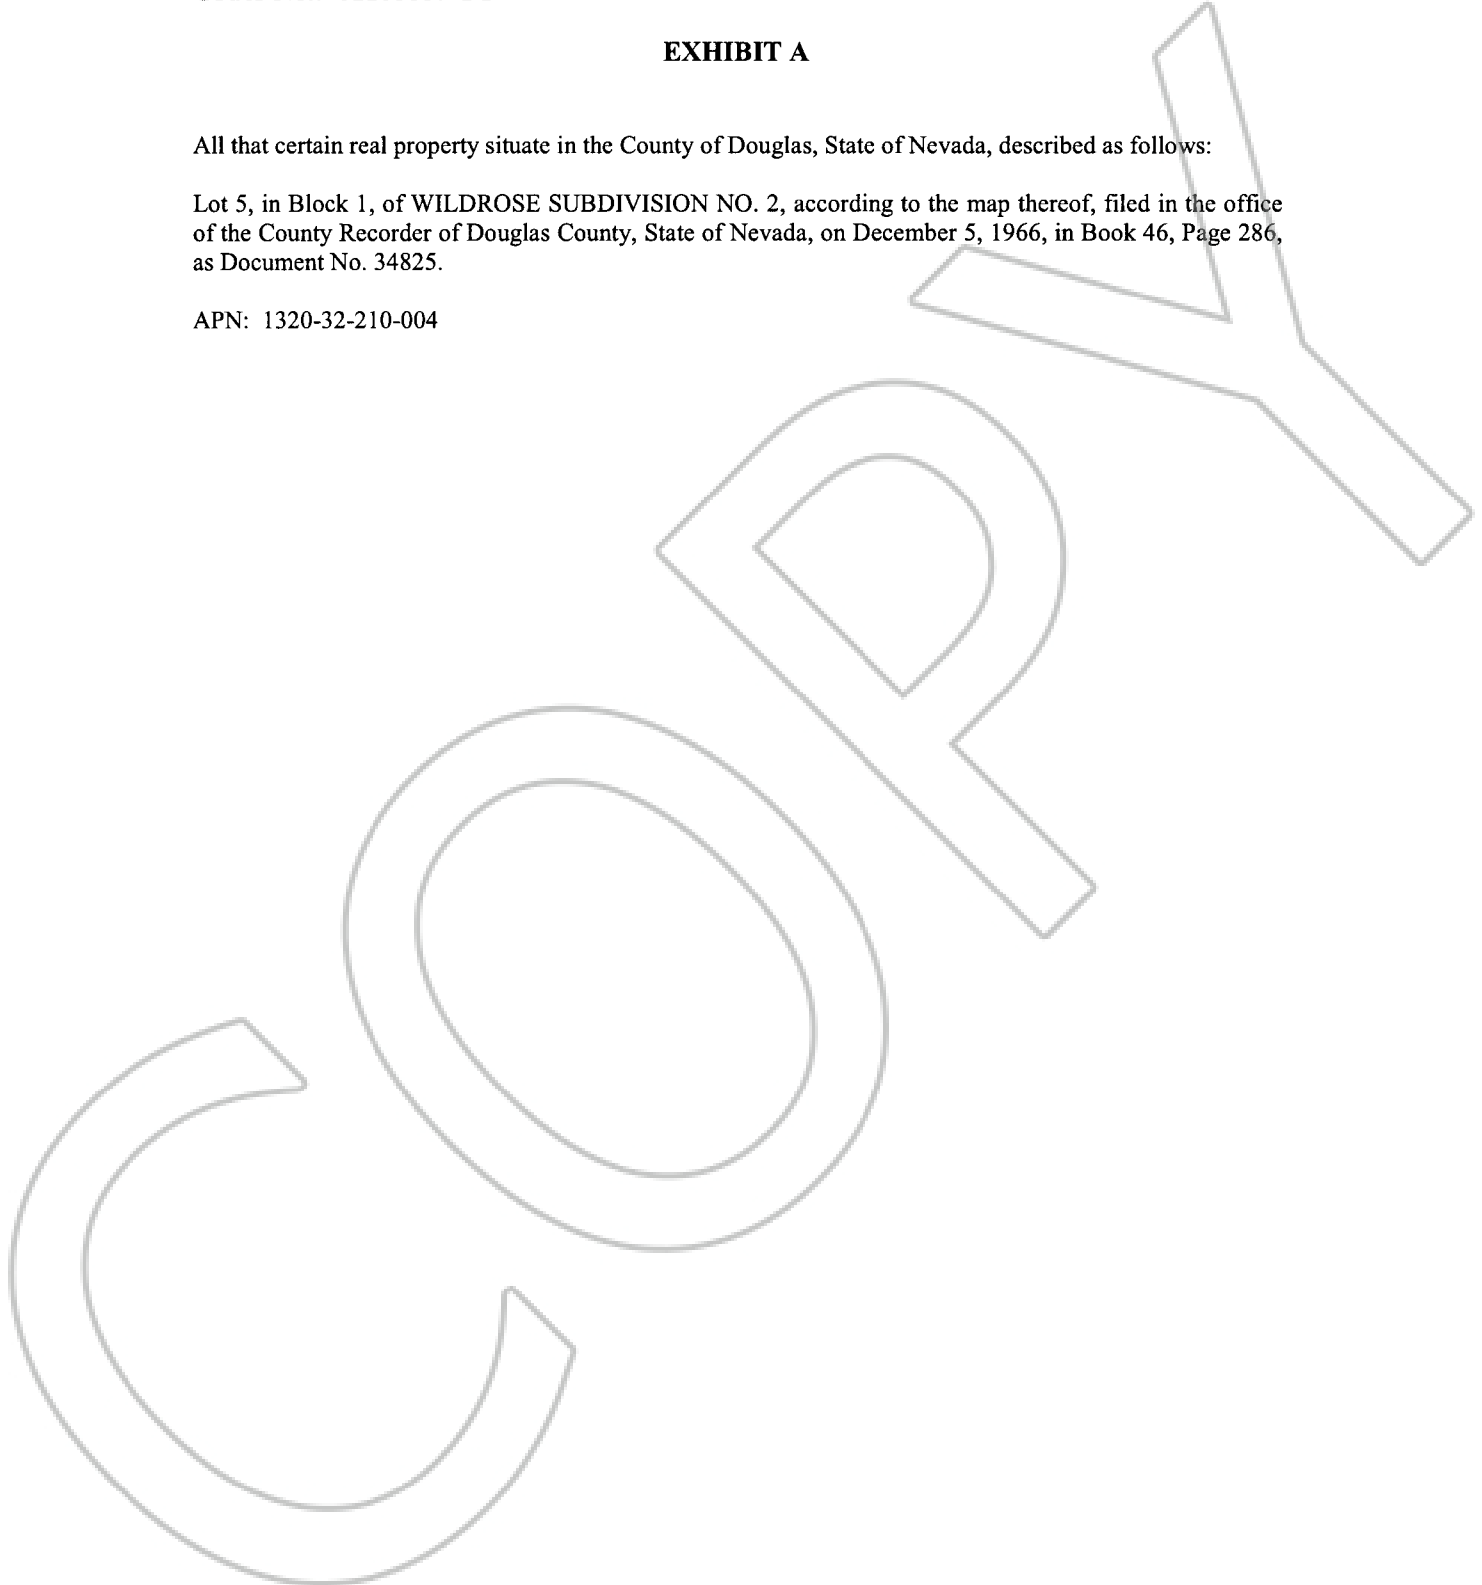 EXHIBIT A
All that certain real property situate in the County of Douglas, State of Nevada, described as follows:
Lot 5, in Block 1, of WILDROSE SUBDIVISION NO. 2, according to the map thereof, filed in the office
of the County Recorder of Douglas County, State of Nevada, on December 5, 1966, in Book 46, Page 286,
as Document No. 34825.
APN: 1320-32-210-004
COPY